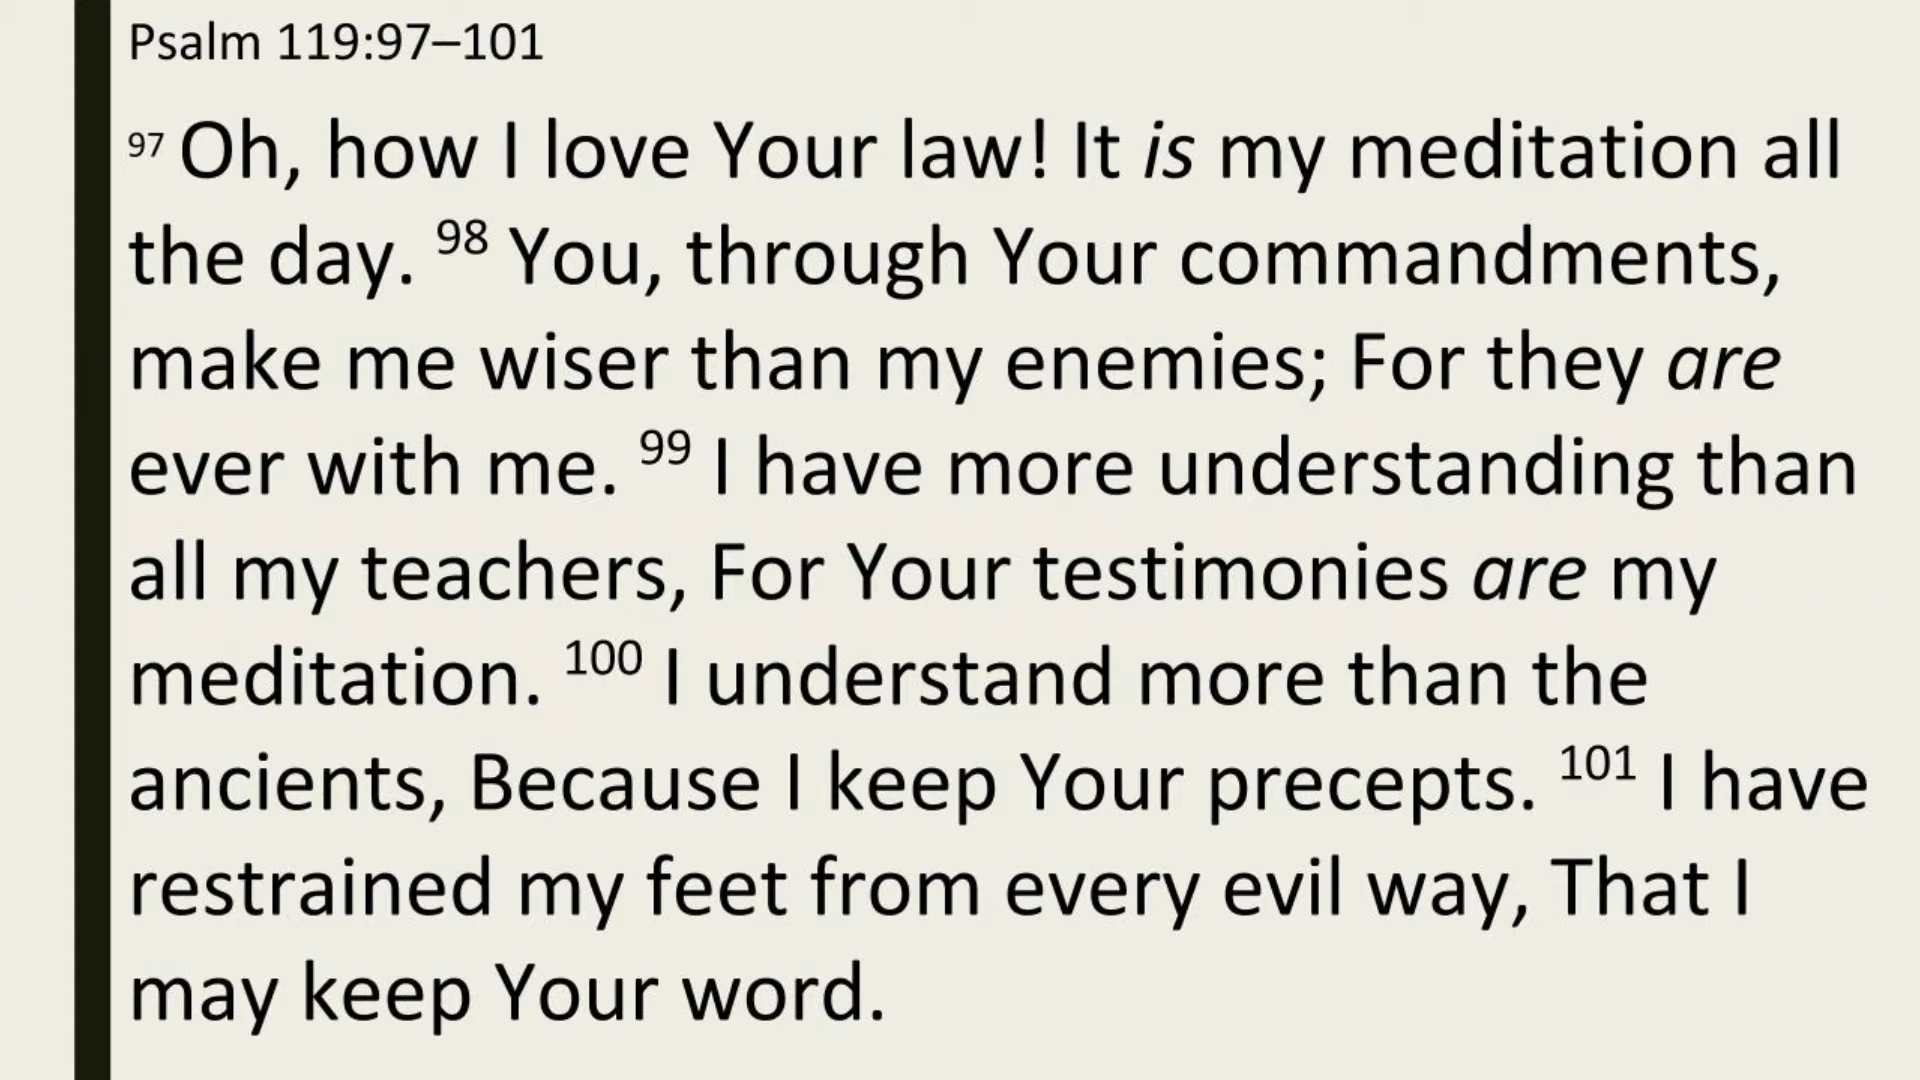 Psalm 119:97–101
97 Oh, how I love Your law! It is my meditation all
the day. 98 You, through Your commandments,
make me wiser than my enemies; For they are
ever with me. 99 I have more understanding than
all my teachers, For Your testimonies are my
meditation. 100 I understand more than the
ancients, Because I keep Your precepts. 101 I have
restrained my feet from every evil way, That I
may keep Your word.